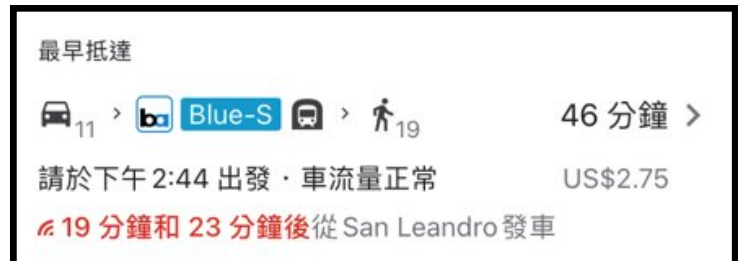 最早抵達
11 › ba Blue-S › 19 46 分鐘 >
請於下午 2:44 出發 · 車流量正常 US$2.75
19 分鐘和 23 分鐘後從 San Leandro 發車